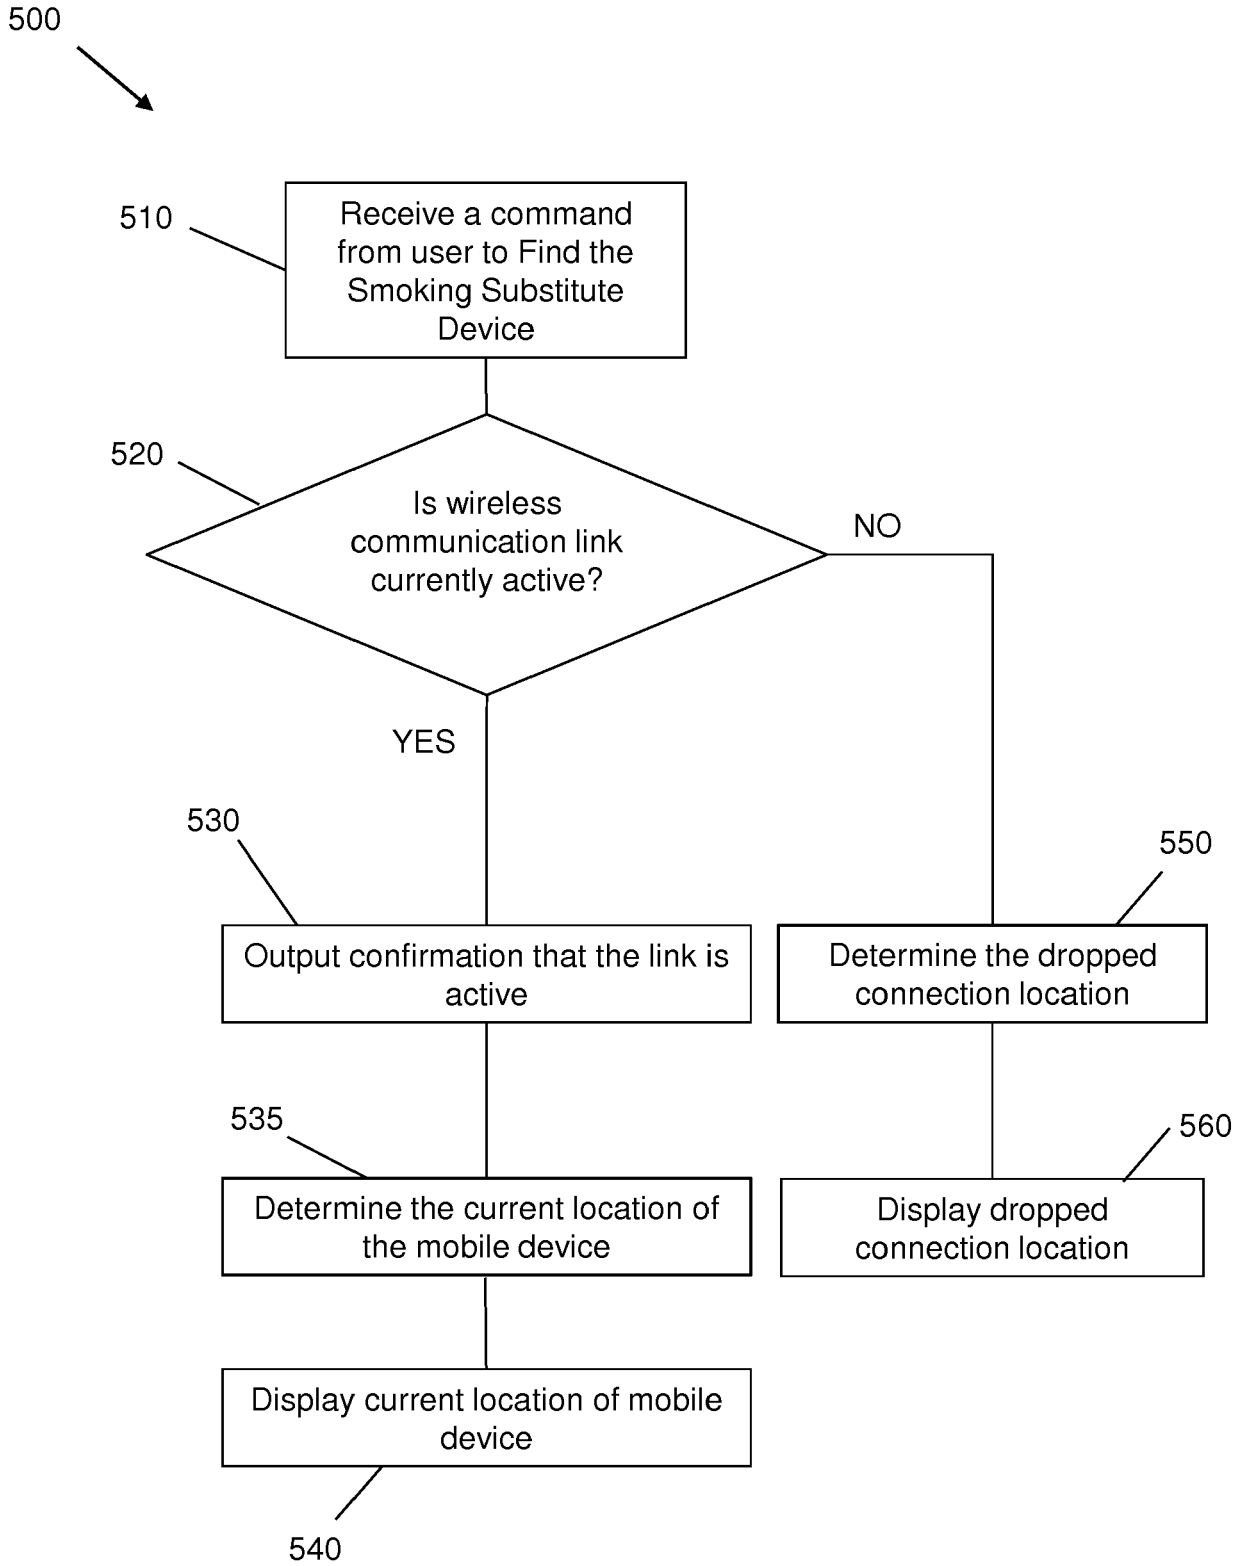 500
510
Receive a command
from user to Find the
Smoking Substitute
Device
520
Is wireless
communication link
currently active?
NO
YES
530
550
Output confirmation that the link is
active
Determine the dropped
connection location
535
560
Determine the current location of
the mobile device
Display dropped
connection location
Display current location of mobile
device
540